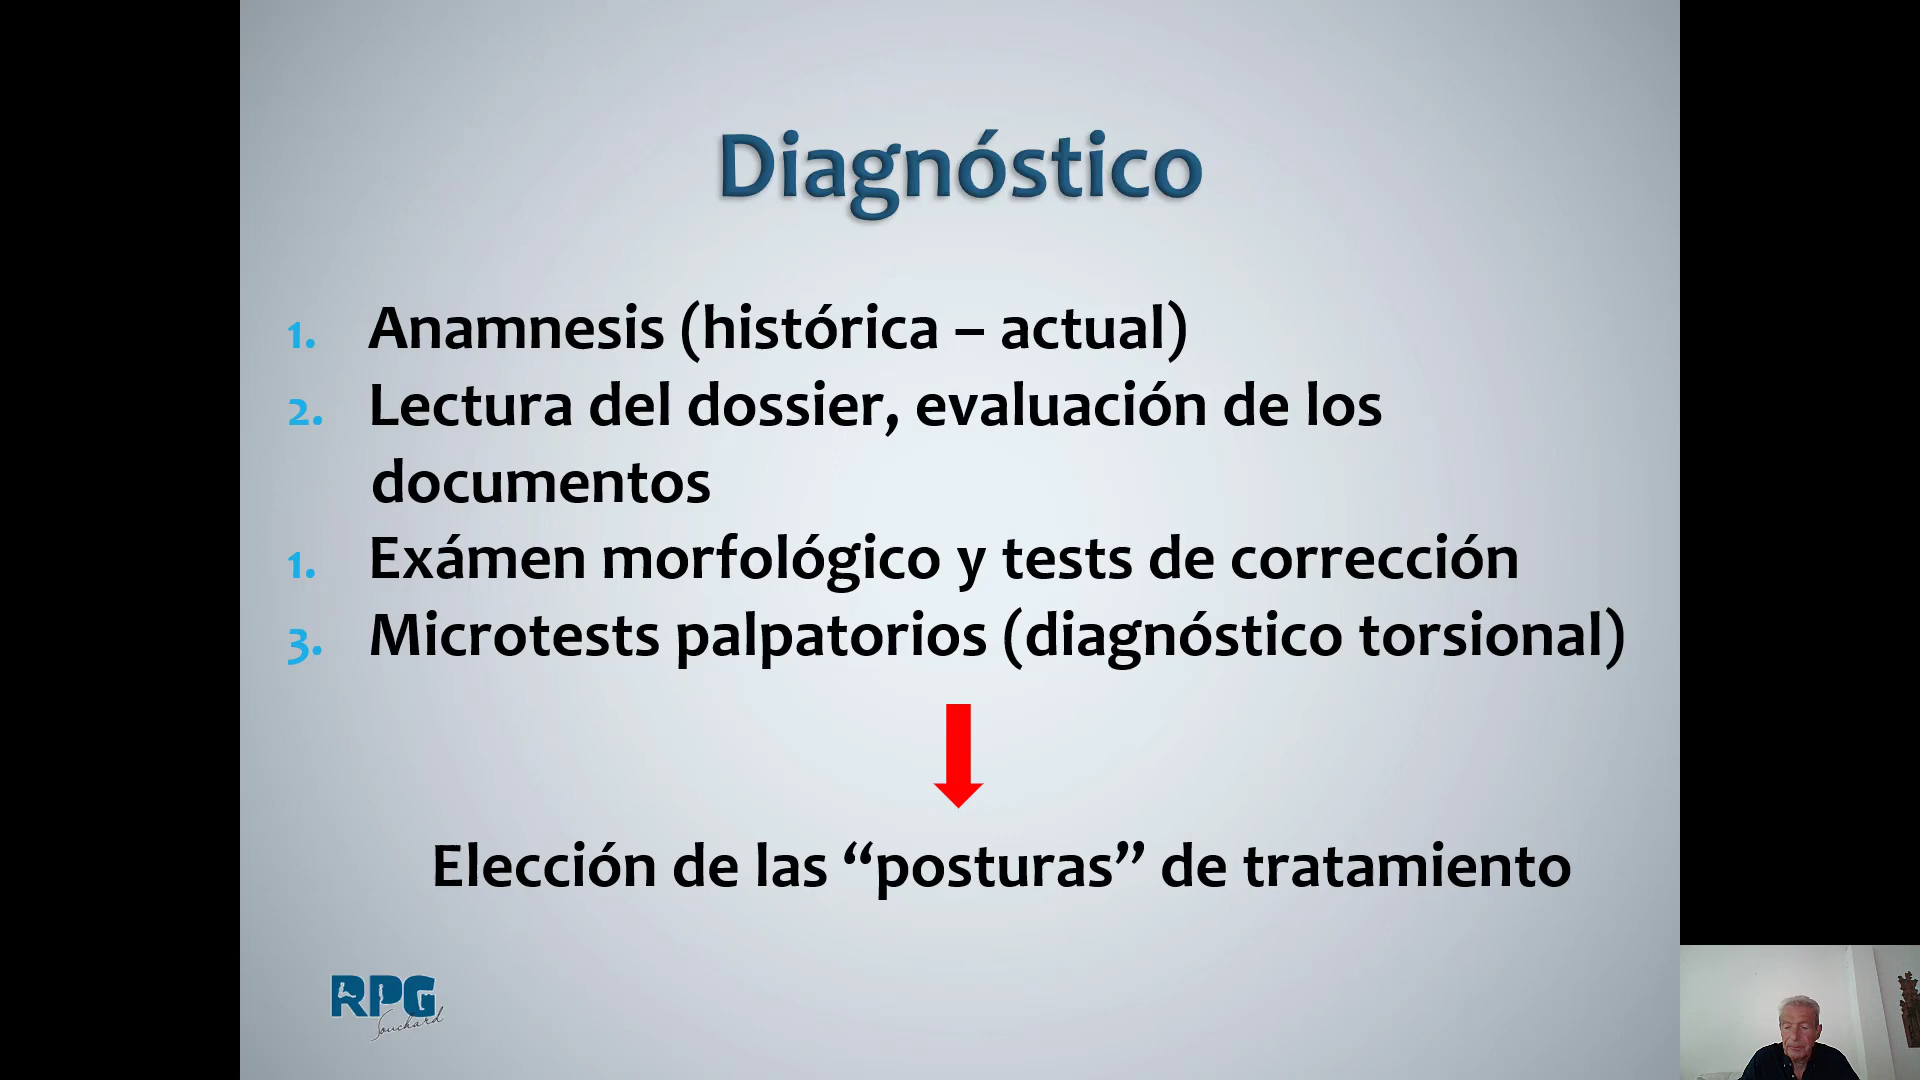 Diagnóstico
1. Anamnesis (histórica – actual)
2. Lectura del dossier, evaluación de los
documentos
1. Exámen morfológico y tests de corrección
3. Microtests palpatorios (diagnóstico torsional)
Elección de las “posturas” de tratamiento
RPG
Souchard